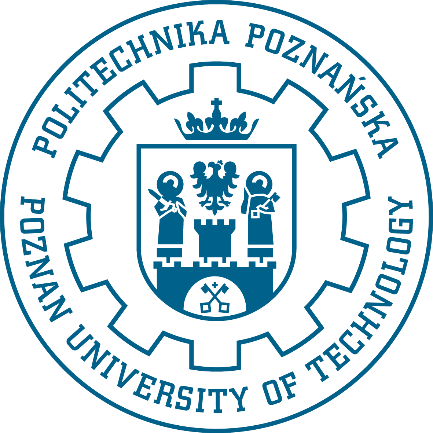 POLITECHNIKA POZNAŃSKA
POZNAN UNIVERSITY OF TECHNOLOGY